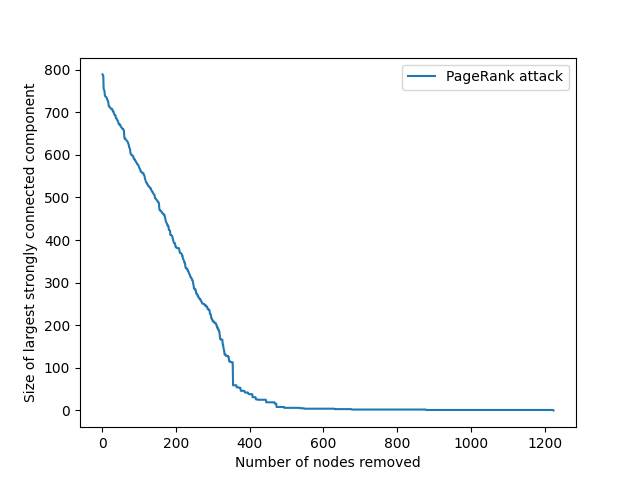 PageRank attack
Size of largest strongly connected component
800
700
600
500
400
300
200
100
0
0 200 400 600 800 1000 1200
Number of nodes removed